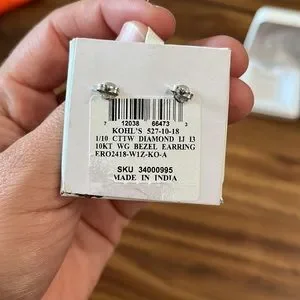 7 12038 66473 3
KOHL'S 527-10-18
1/10 CTTW DIAMOND IJ I3
10KT WG BEZEL EARRING
ERO2418-W1Z-KO-A
SKU 34000995
MADE IN INDIA